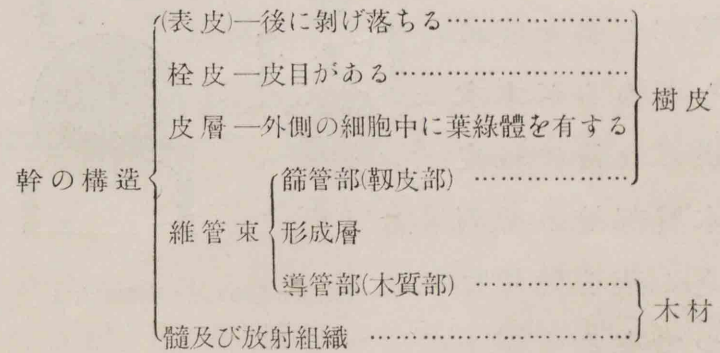 (表皮)—後に剝げ落ちる……………………
栓皮—皮目がある……………………………
樹皮
皮層—外側の細胞中に葉綠體を有する
幹の構造
篩管部(靱皮部) ………………
維管束
形成層
導管部(木質部) ………………
木材
髓及び放射組織 …………………………